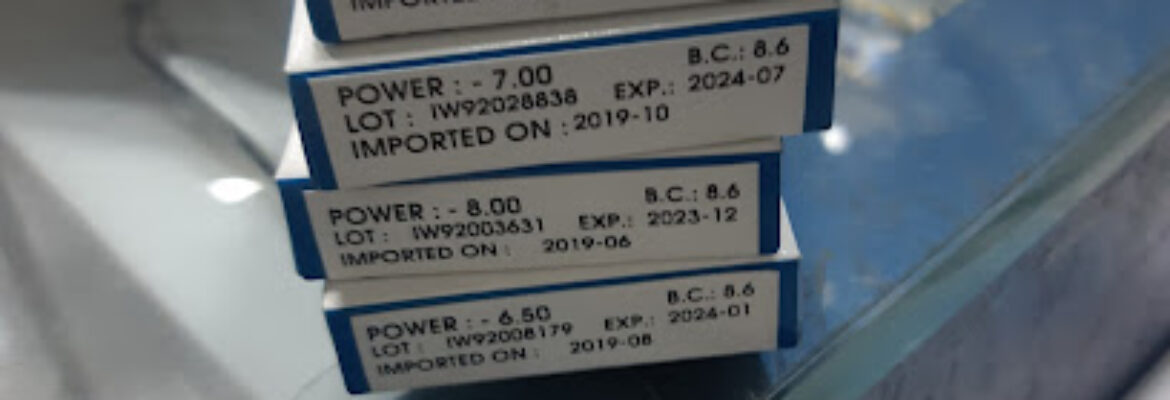 IMPORTED
POWER : - 7.00 B.C.: 8.6
LOT : IW92028838 EXP.: 2024-07
IMPORTED ON : 2019-10
POWER : - 8.00 B.C.: 8.6
LOT : IW92003631 EXP.: 2023-12
IMPORTED ON : 2019-06
POWER : - 6.50 B.C.: 8.6
LOT : IW92008179 EXP.: 2024-01
IMPORTED ON : 2019-08